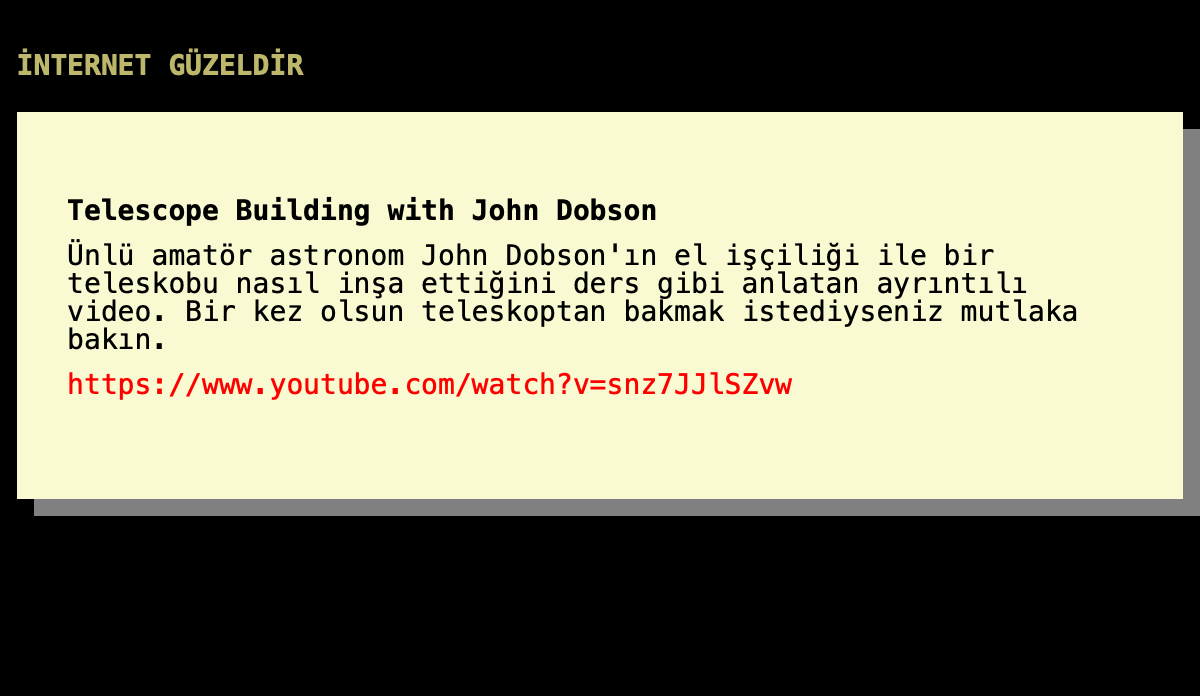 İNTERNET GÜZELDİR
Telescope Building with John Dobson
Ünlü amatör astronom John Dobson'ın el işçiliği ile bir
teleskobu nasıl inşa ettiğini ders gibi anlatan ayrıntılı
video. Bir kez olsun teleskoptan bakmak istediyseniz mutlaka
bakın.
https://www.youtube.com/watch?v=snz7JJlSZvw